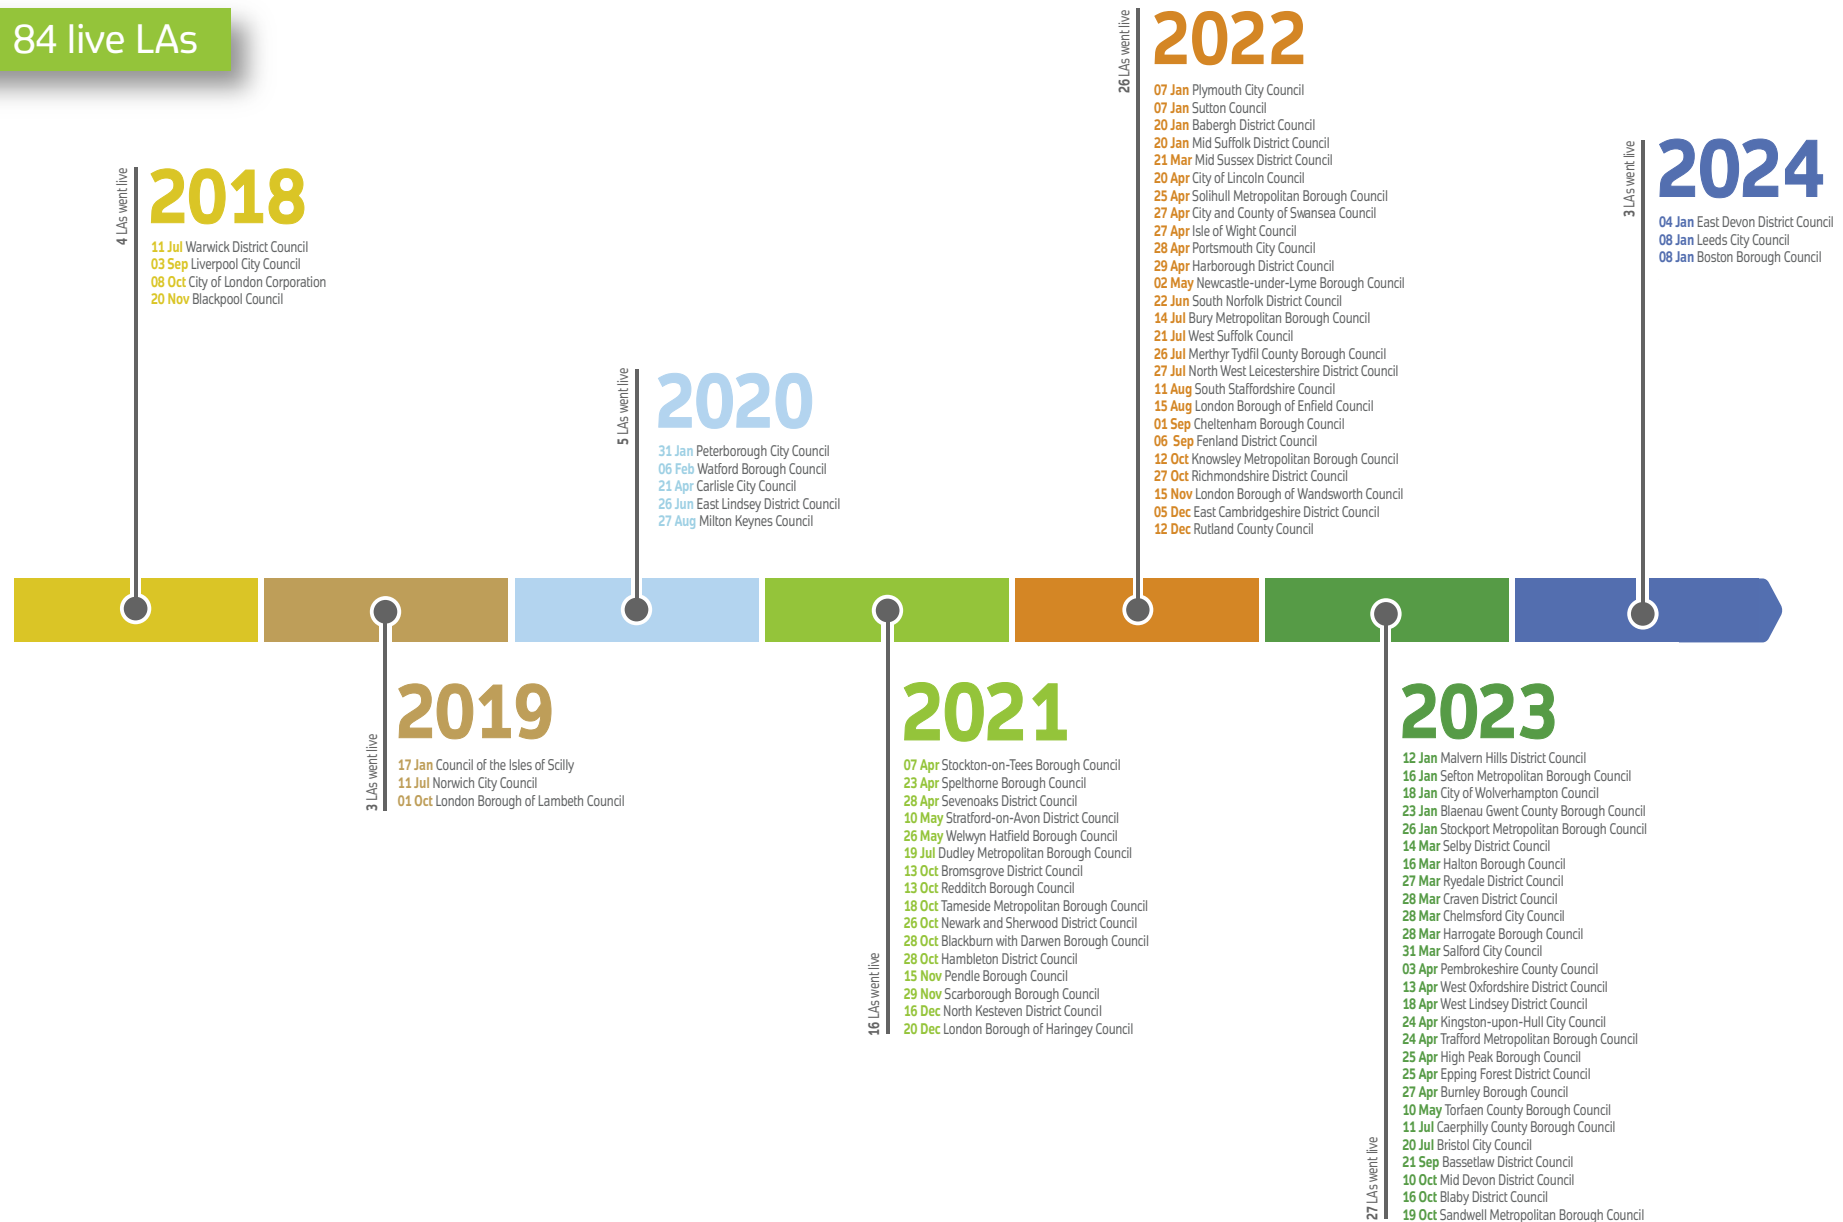 84 live LAs
4 LAs went live
2018
11 Jul Warwick District Council
03 Sep Liverpool City Council
08 Oct City of London Corporation
20 Nov Blackpool Council
3 LAs went live
2019
17 Jan Council of the Isles of Scilly
11 Jul Norwich City Council
01 Oct London Borough of Lambeth Council
5 LAs went live
2020
31 Jan Peterborough City Council
06 Feb Watford Borough Council
21 Apr Carlisle City Council
26 Jun East Lindsey District Council
27 Aug Milton Keynes Council
16 LAs went live
2021
07 Apr Stockton-on-Tees Borough Council
23 Apr Spelthorne Borough Council
28 Apr Sevenoaks District Council
10 May Stratford-on-Avon District Council
26 May Welwyn Hatfield Borough Council
19 Jul Dudley Metropolitan Borough Council
13 Oct Bromsgrove District Council
13 Oct Redditch Borough Council
18 Oct Tameside Metropolitan Borough Council
26 Oct Newark and Sherwood District Council
28 Oct Blackburn with Darwen Borough Council
28 Oct Hambleton District Council
15 Nov Pendle Borough Council
29 Nov Scarborough Borough Council
16 Dec North Kesteven District Council
20 Dec London Borough of Haringey Council
26 LAs went live
2022
07 Jan Plymouth City Council
07 Jan Sutton Council
20 Jan Babergh District Council
20 Jan Mid Suffolk District Council
21 Mar Mid Sussex District Council
20 Apr City of Lincoln Council
25 Apr Solihull Metropolitan Borough Council
27 Apr City and County of Swansea Council
27 Apr Isle of Wight Council
28 Apr Portsmouth City Council
29 Apr Harborough District Council
02 May Newcastle-under-Lyme Borough Council
22 Jun South Norfolk District Council
14 Jul Bury Metropolitan Borough Council
21 Jul West Suffolk Council
26 Jul Merthyr Tydfil County Borough Council
27 Jul North West Leicestershire District Council
11 Aug South Staffordshire Council
15 Aug London Borough of Enfield Council
01 Sep Cheltenham Borough Council
06 Sep Fenland District Council
12 Oct Knowsley Metropolitan Borough Council
27 Oct Richmondshire District Council
15 Nov London Borough of Wandsworth Council
05 Dec East Cambridgeshire District Council
12 Dec Rutland County Council
27 LAs went live
2023
12 Jan Malvern Hills District Council
16 Jan Sefton Metropolitan Borough Council
18 Jan City of Wolverhampton Council
23 Jan Blaenau Gwent County Borough Council
26 Jan Stockport Metropolitan Borough Council
14 Mar Selby District Council
16 Mar Halton Borough Council
27 Mar Ryedale District Council
28 Mar Craven District Council
28 Mar Chelmsford City Council
28 Mar Harrogate Borough Council
31 Mar Salford City Council
03 Apr Pembrokeshire County Council
13 Apr West Oxfordshire District Council
18 Apr West Lindsey District Council
24 Apr Kingston-upon-Hull City Council
24 Apr Trafford Metropolitan Borough Council
25 Apr High Peak Borough Council
25 Apr Epping Forest District Council
27 Apr Burnley Borough Council
10 May Torfaen County Borough Council
11 Jul Caerphilly County Borough Council
20 Jul Bristol City Council
21 Sep Bassetlaw District Council
10 Oct Mid Devon District Council
16 Oct Blaby District Council
19 Oct Sandwell Metropolitan Borough Council
3 LAs went live
2024
04 Jan East Devon District Council
08 Jan Leeds City Council
08 Jan Boston Borough Council